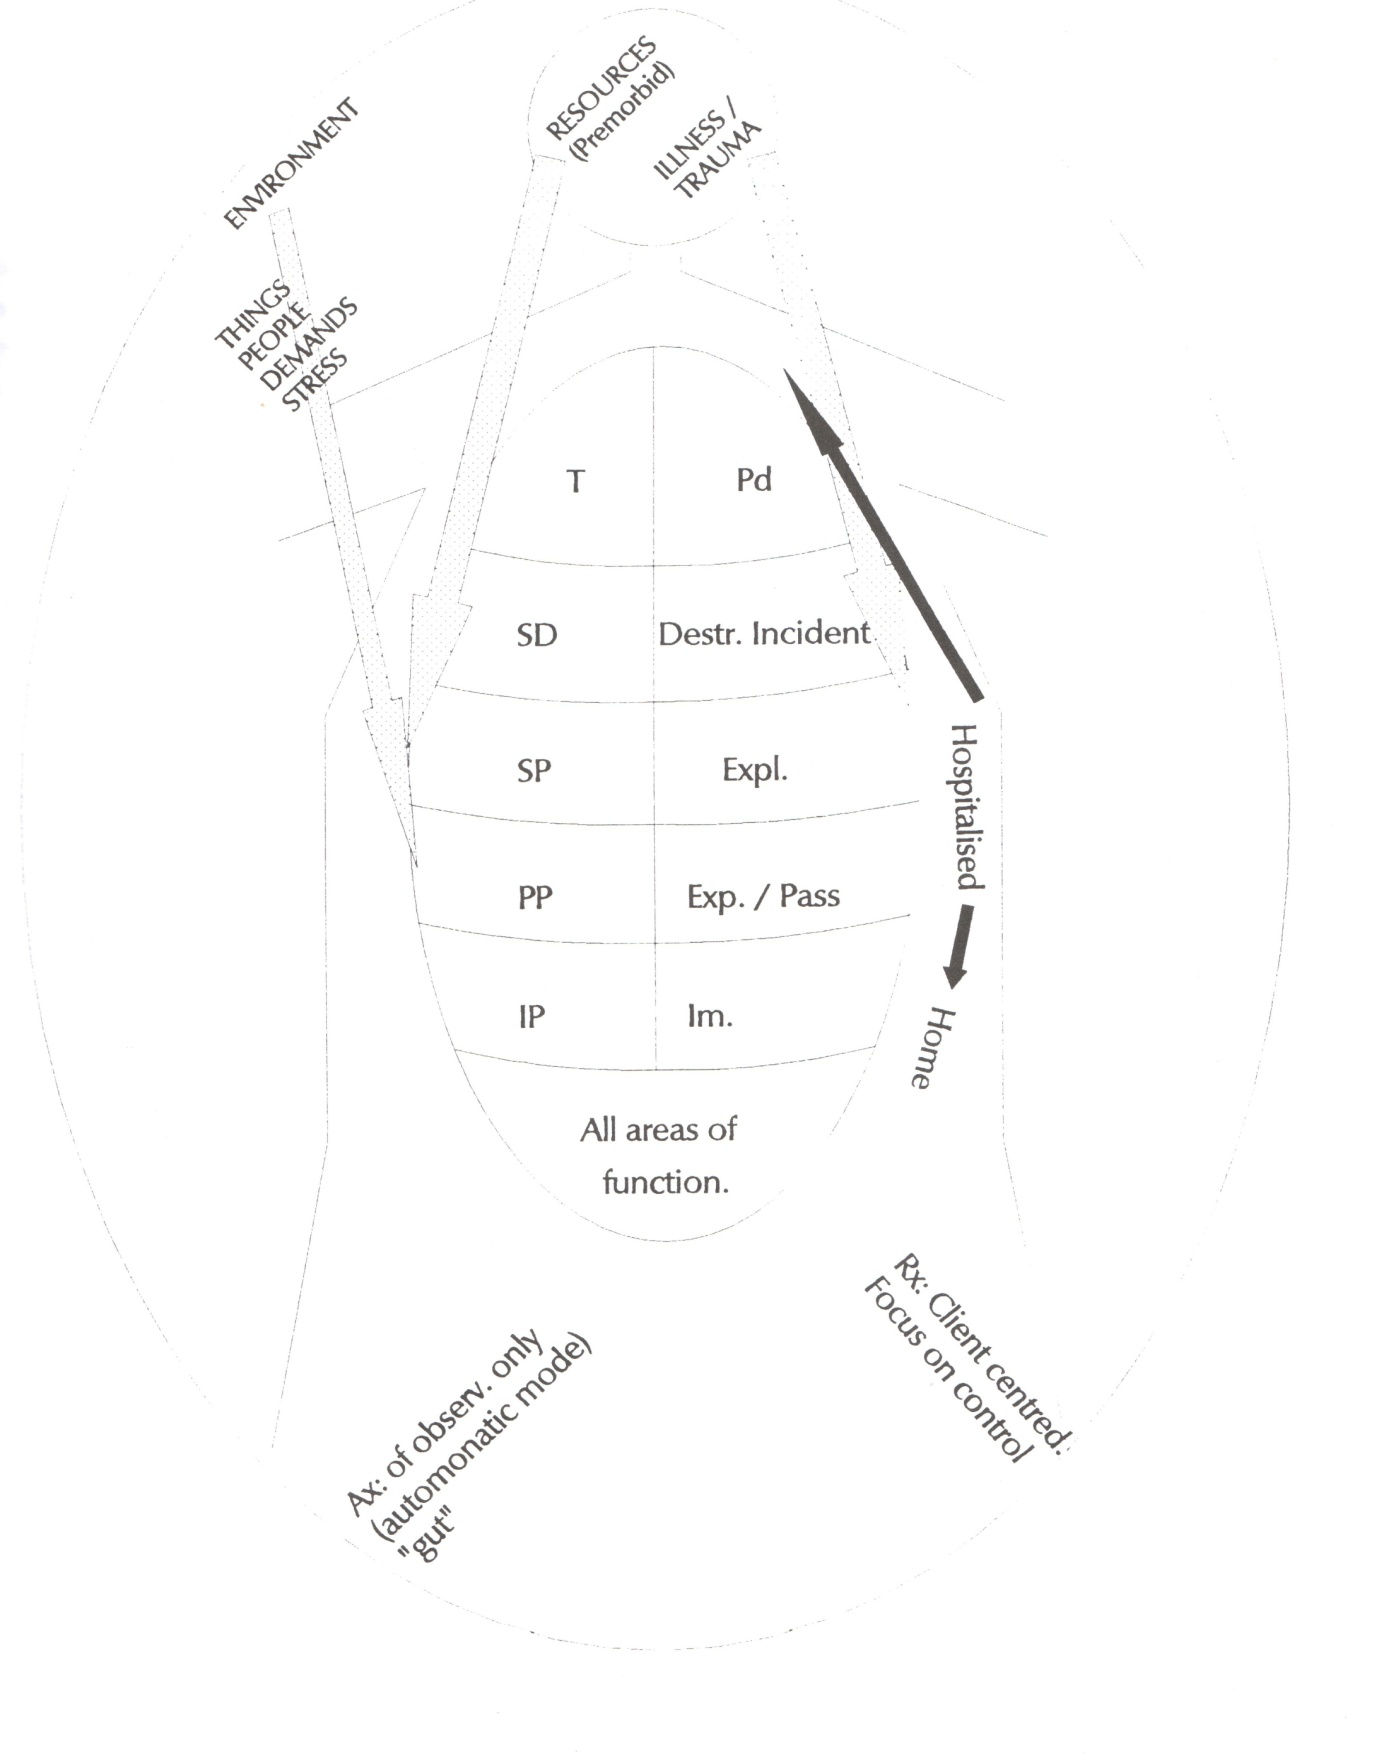 RESOURCES
(Premorbid)
ILLNESS /
TRAUMA
ENVIRONMENT
THINGS
PEOPLE
DEMANDS
STRESS
T
Pd
SD
Destr. Incident
SP
Expl.
PP
Exp. / Pass
IP
Im.
All areas of
function.
Hospitalised
Home
Ax: of observ. only
(automonatic mode)
"gut"
Rx: Client centred.
Focus on control